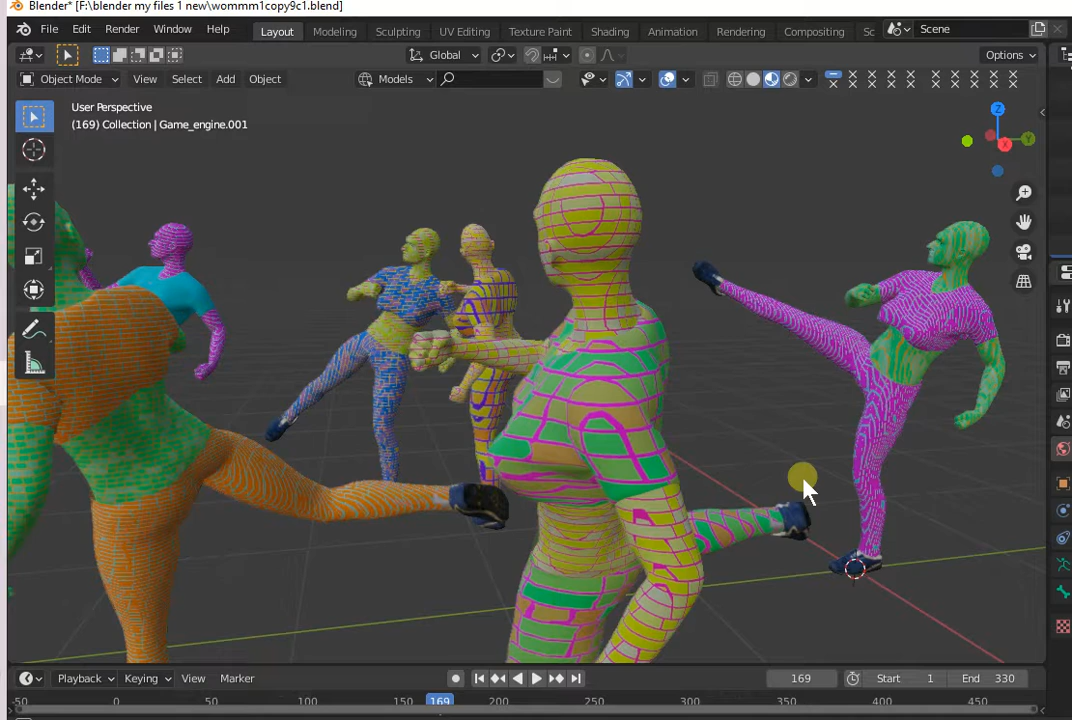 Blender* [F:\blender my files 1 new\wommm1copy9c1.blend]
File Edit Render Window Help Layout Modeling Sculpting UV Editing Texture Paint Shading Animation Rendering Compositing Sc Scene
Global Options
Object Mode View Select Add Object Models
User Perspective
(169) Collection | Game_engine.001
Z
Y
X
Playback Keying View Marker 169 Start 1 End 330
-50 0 50 100 150 169 200 250 300 350 400 450